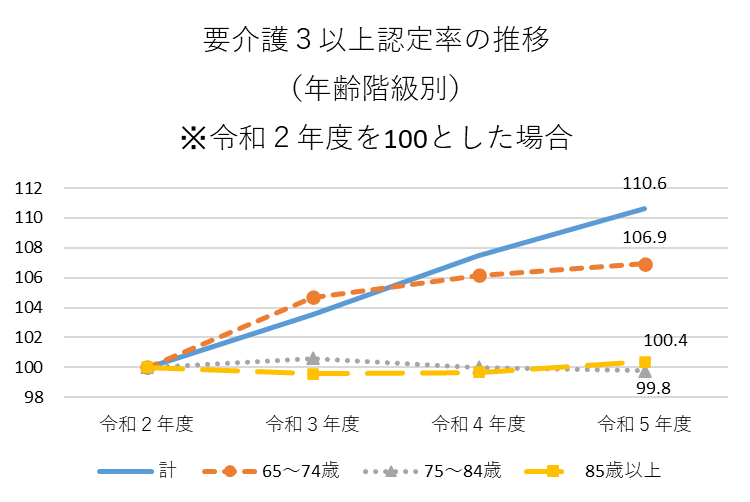 要介護３以上認定率の推移
（年齢階級別）
※令和２年度を100とした場合
112
110
108
106
104
102
100
98
110.6
106.9
100.4
99.8
令和２年度
令和３年度
令和４年度
令和５年度
計
65～74歳
75～84歳
85歳以上